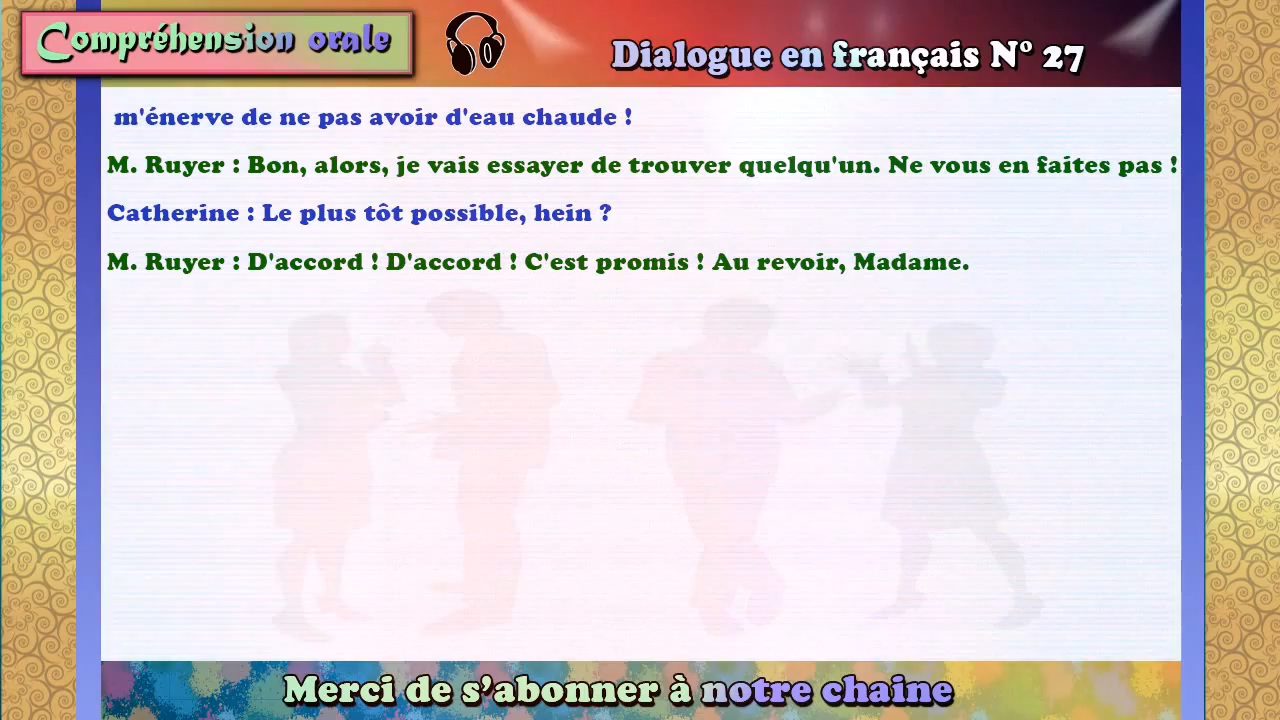 Compréhension orale
Dialogue en français N° 27
m'énerve de ne pas avoir d'eau chaude !
M. Ruyer : Bon, alors, je vais essayer de trouver quelqu'un. Ne vous en faites pas !
Catherine : Le plus tôt possible, hein ?
M. Ruyer : D'accord ! D'accord ! C'est promis ! Au revoir, Madame.
Merci de s’abonner à notre chaine